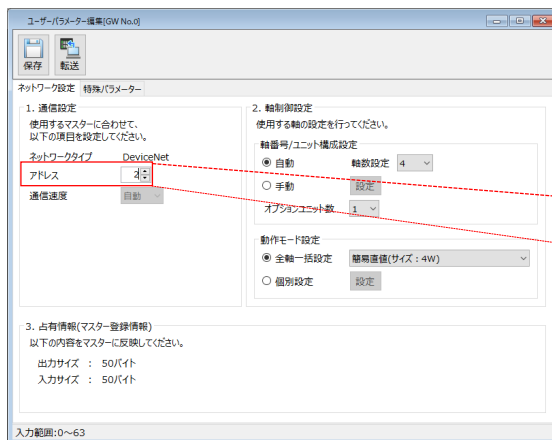 ユーザーパラメーター編集[GW No.0]
保存 転送
ネットワーク設定 特殊パラメーター
1. 通信設定
使用するマスターに合わせて、
以下の項目を設定してください。
ネットワークタイプ DeviceNet
アドレス 2
通信速度 自動
2. 軸制御設定
使用する軸の設定を行ってください。
軸番号/ユニット構成設定
自動 軸数設定 4
手動 設定
オプションユニット数 1
動作モード設定
全軸一括設定 簡易直値(サイズ：4W)
個別設定 設定
3. 占有情報(マスター登録情報)
以下の内容をマスターに反映してください。
出力サイズ ： 50バイト
入力サイズ ： 50バイト
入力範囲:0～63